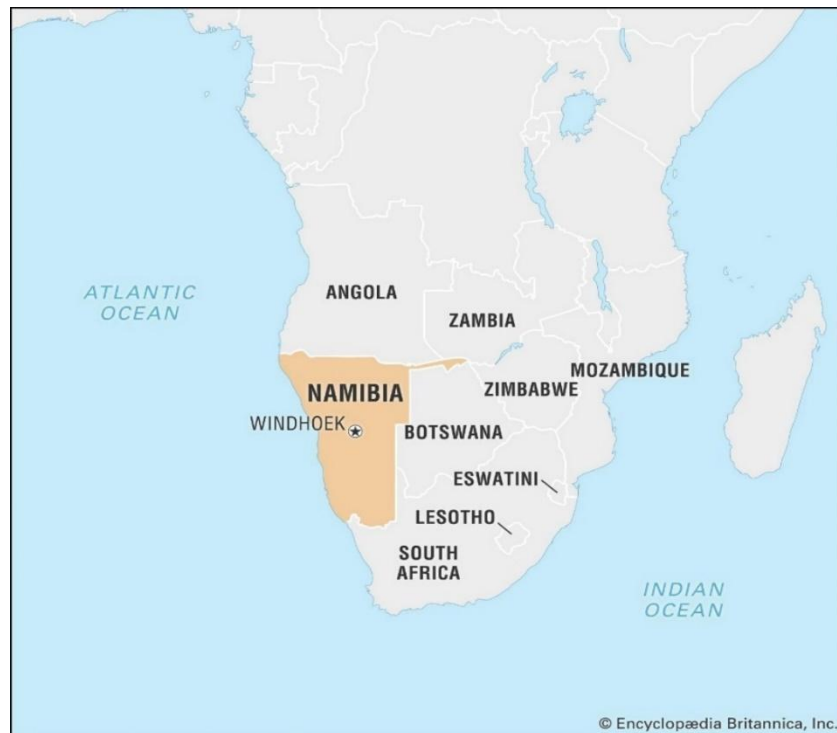 ATLANTIC
OCEAN
ANGOLA
ZAMBIA
NAMIBIA
WINDHOEK
ZIMBABWE
MOZAMBIQUE
BOTSWANA
ESWATINI
LESOTHO
SOUTH
AFRICA
INDIAN
OCEAN
© Encyclopædia Britannica, Inc.